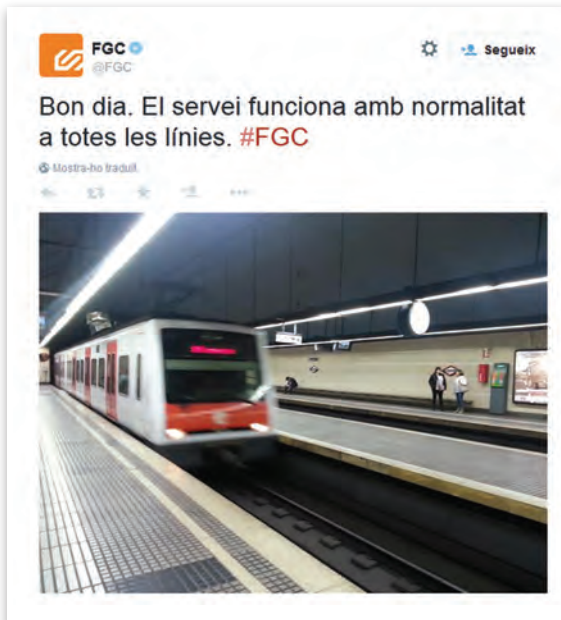 FGC
@FGC
Segueix
Bon dia. El servei funciona amb normalitat
a totes les línies. #FGC
Mostra-ho traduït